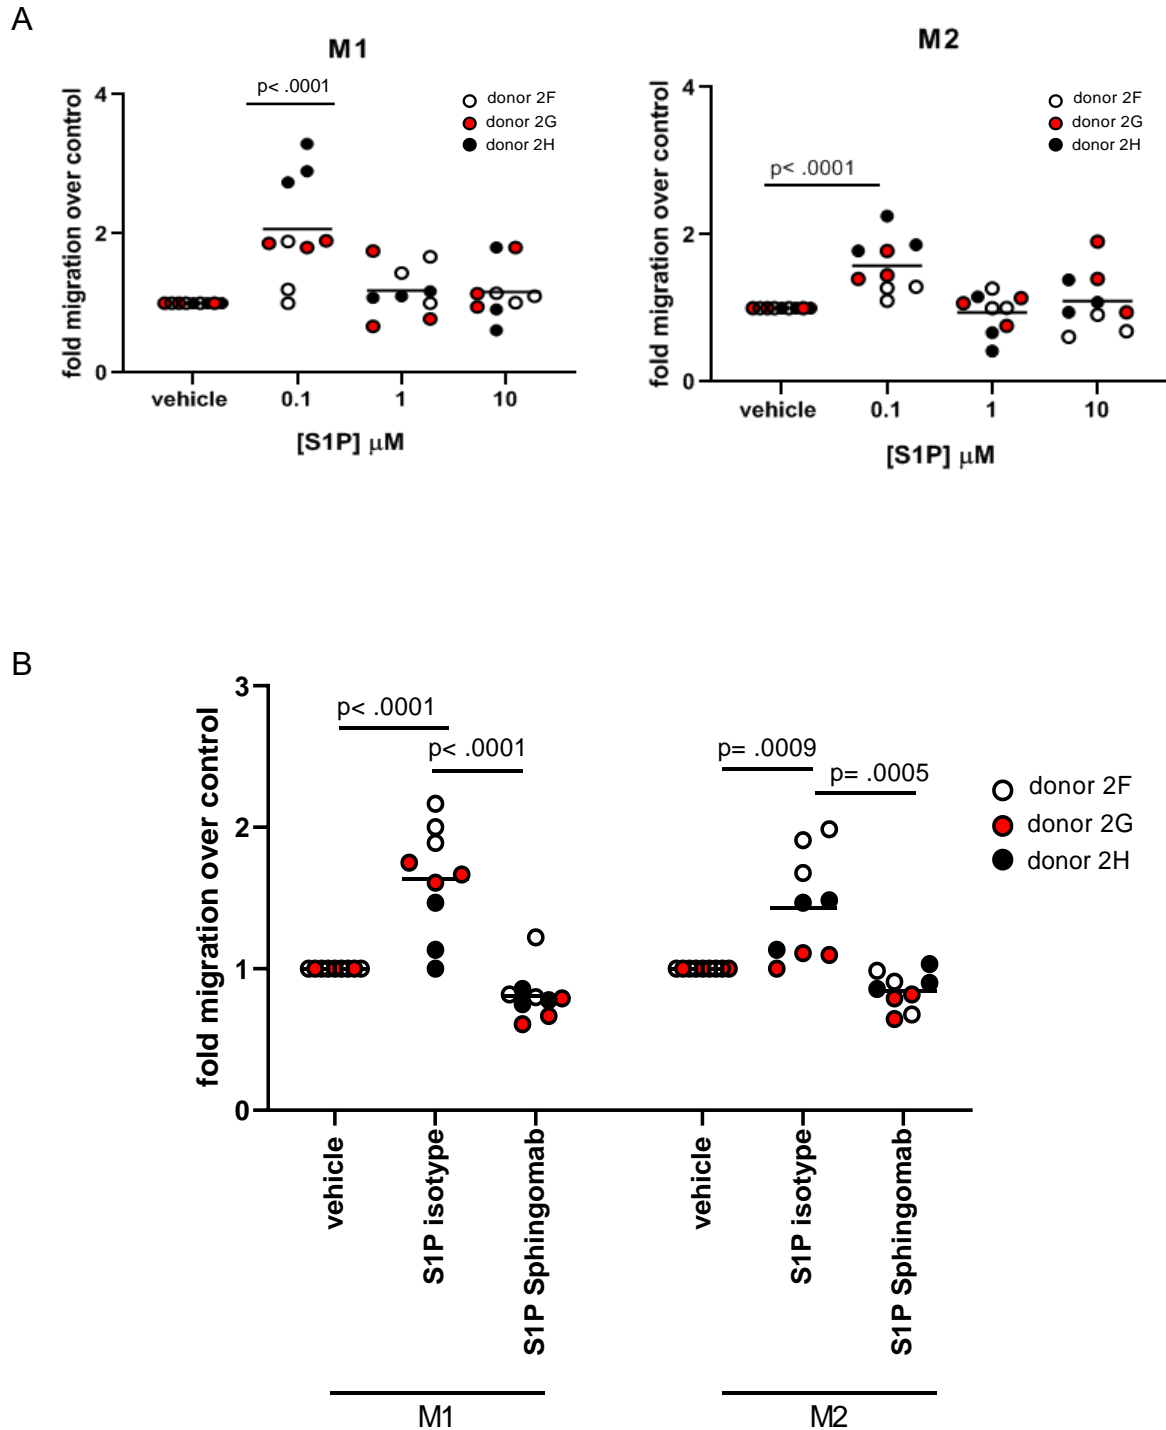 A
M1
p< .0001
donor 2F
donor 2G
donor 2H
fold migration over control
4
2
0
vehicle 0.1 1 10
[S1P] μM
M2
p< .0001
donor 2F
donor 2G
donor 2H
fold migration over control
4
2
0
vehicle 0.1 1 10
[S1P] μM
B
fold migration over control
3
2
1
0
p< .0001
p< .0001
p= .0009
p= .0005
donor 2F
donor 2G
donor 2H
vehicle
S1P isotype
S1P Sphingomab
vehicle
S1P isotype
S1P Sphingomab
M1
M2